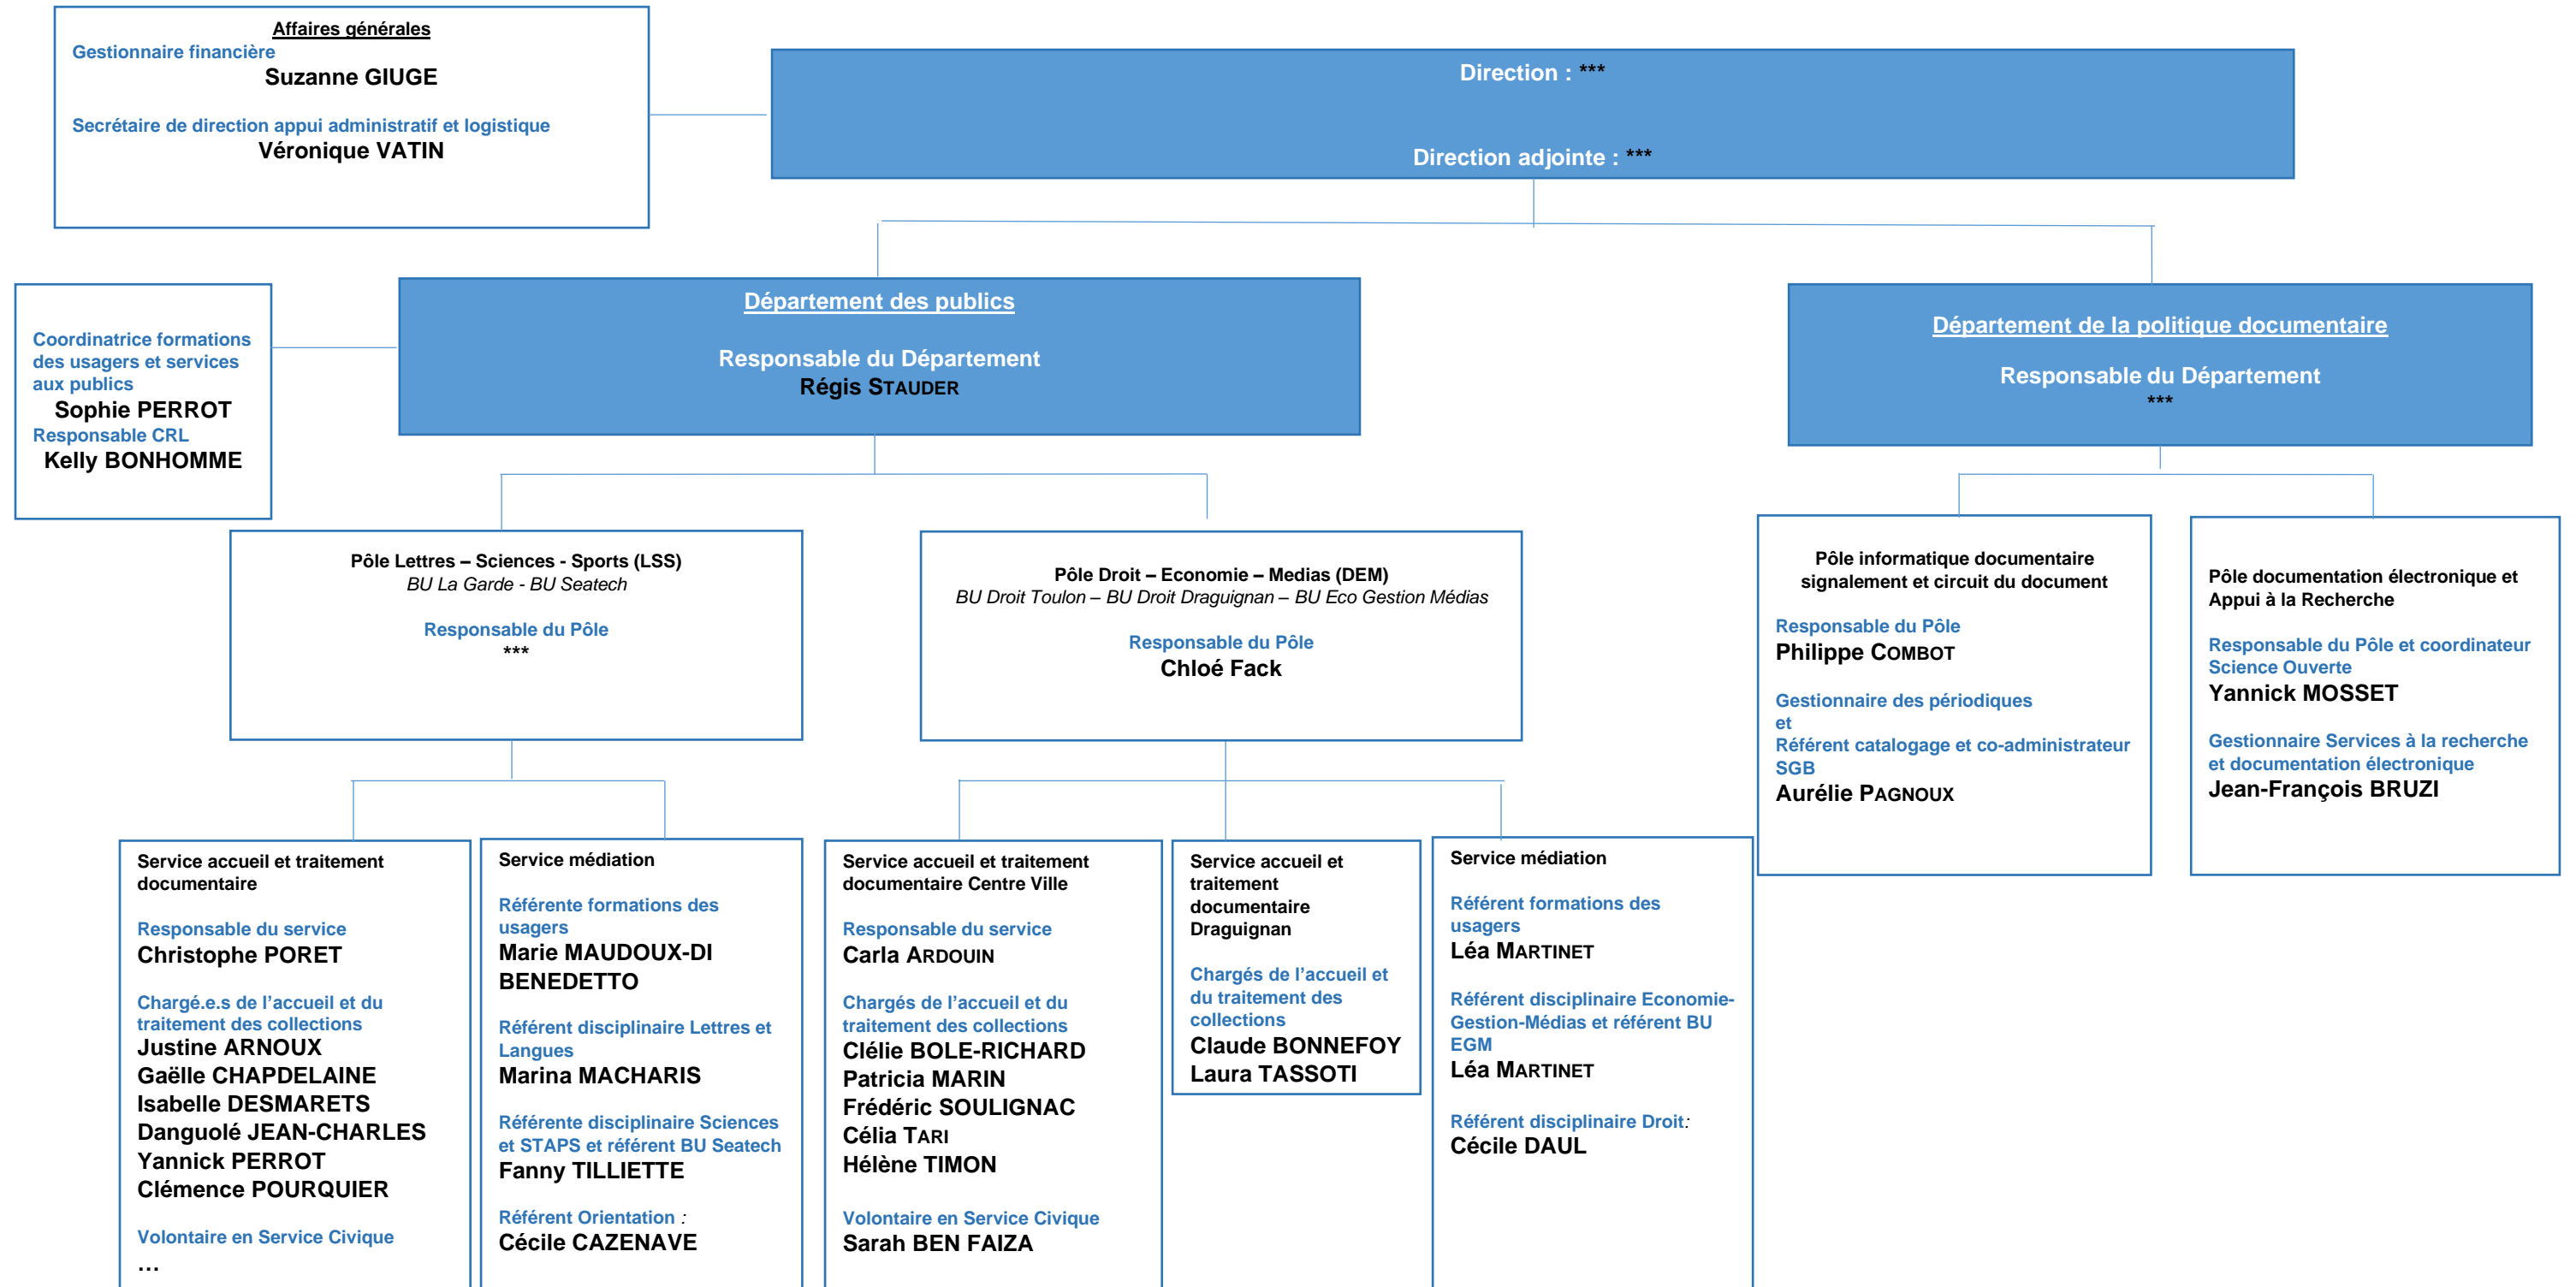 Affaires générales
Gestionnaire financière
Suzanne GIUGE
Secrétaire de direction appui administratif et logistique
Véronique VATIN
Direction : ***
Direction adjointe : ***
Coordinatrice formations
des usagers et services
aux publics
Sophie PERROT
Responsable CRL
Kelly BONHOMME
Département des publics
Responsable du Département
Régis STAUDER
Département de la politique documentaire
Responsable du Département
***
Pôle Lettres – Sciences - Sports (LSS)
BU La Garde - BU Seatech
Responsable du Pôle
***
Pôle Droit – Economie – Medias (DEM)
BU Droit Toulon – BU Droit Draguignan – BU Eco Gestion Médias
Responsable du Pôle
Chloé Fack
Pôle informatique documentaire
signalement et circuit du document
Responsable du Pôle
Philippe COMBOT
Gestionnaire des périodiques
et
Référent catalogage et co-administrateur
SGB
Aurélie PAGNOUX
Pôle documentation électronique et
Appui à la Recherche
Responsable du Pôle et coordinateur
Science Ouverte
Yannick MOSSET
Gestionnaire Services à la recherche
et documentation électronique
Jean-François BRUZI
Service accueil et traitement
documentaire
Responsable du service
Christophe PORET
Chargé.e.s de l'accueil et du
traitement des collections
Justine ARNOUX
Gaëlle CHAPDELAINE
Isabelle DESMARETS
Danguolé JEAN-CHARLES
Yannick PERROT
Clémence POURQUIER
Volontaire en Service Civique
…
Service médiation
Référente formations des
usagers
Marie MAUDOUX-DI
BENEDETTO
Référent disciplinaire Lettres et
Langues
Marina MACHARIS
Référente disciplinaire Sciences
et STAPS et référent BU Seatech
Fanny TILLIETTE
Référent Orientation :
Cécile CAZENAVE
Service accueil et traitement
documentaire Centre Ville
Responsable du service
Carla ARDOUIN
Chargés de l'accueil et du
traitement des collections
Clélie BOLE-RICHARD
Patricia MARIN
Frédéric SOULIGNAC
Célia TARI
Hélène TIMON
Volontaire en Service Civique
Sarah BEN FAIZA
Service accueil et
traitement
documentaire
Draguignan
Chargés de l'accueil et
du traitement des
collections
Claude BONNEFOY
Laura TASSOTI
Service médiation
Référent formations des
usagers
Léa MARTINET
Référent disciplinaire Economie-
Gestion-Médias et référent BU
EGM
Léa MARTINET
Référent disciplinaire Droit:
Cécile DAUL